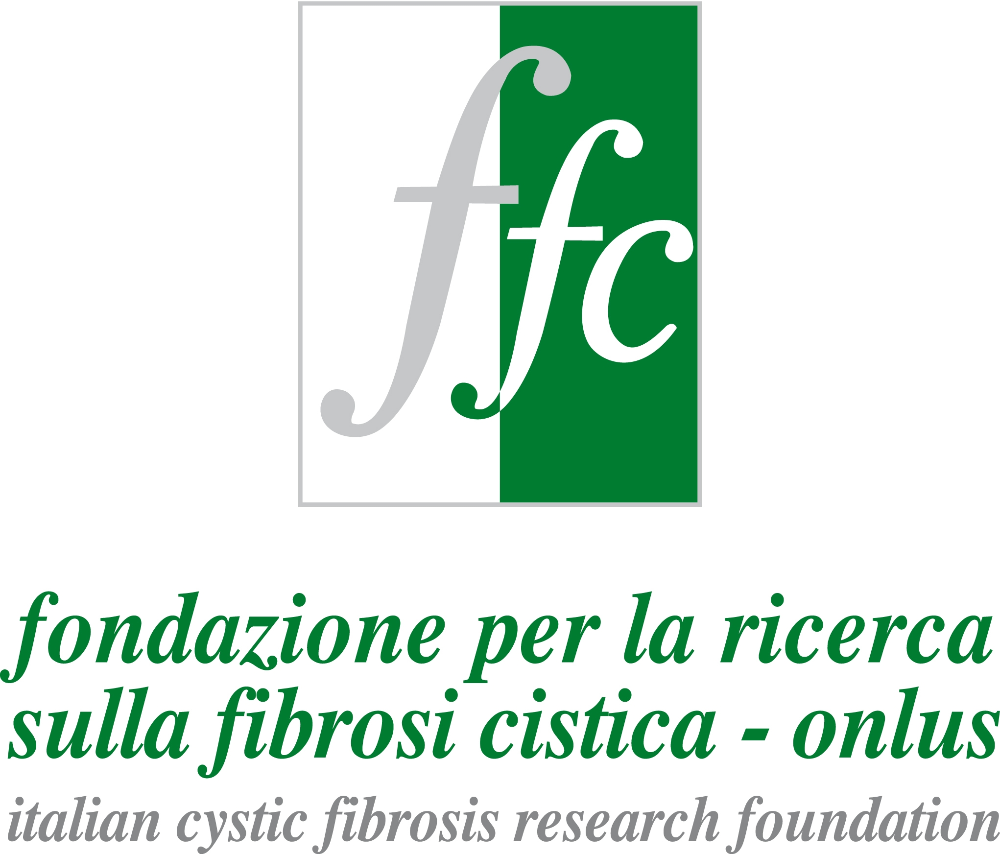 ffc
fondazione per la ricerca
sulla fibrosi cistica - onlus
italian cystic fibrosis research foundation